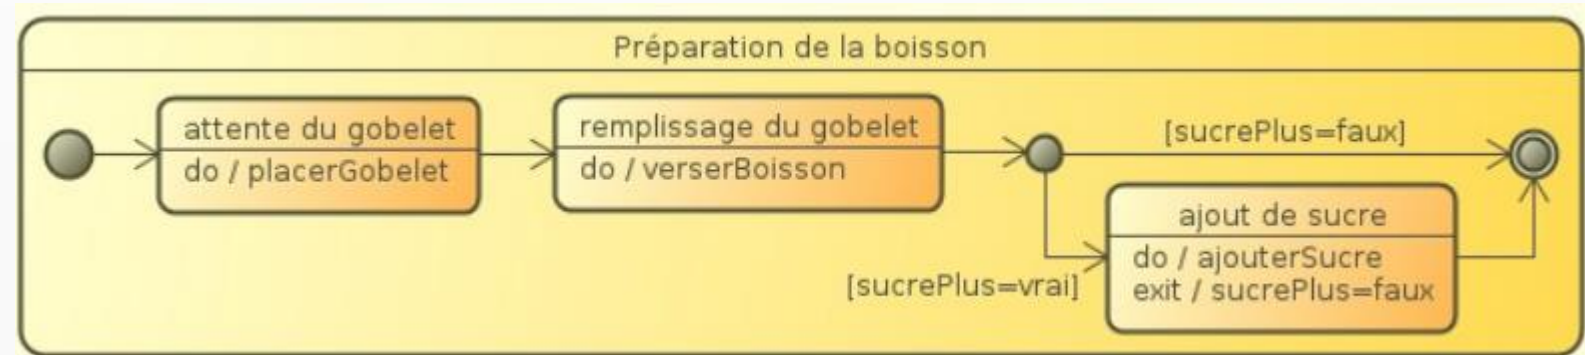 Préparation de la boisson
attente du gobelet
do / placerGobelet
remplissage du gobelet
do / verserBoisson
[sucrePlus=faux]
ajout de sucre
do / ajouterSucre
exit / sucrePlus=faux
[sucrePlus=vrai]